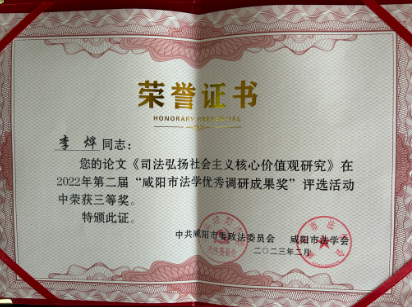 荣誉证书
HONORARY CREDENTIAL
李烨同志：
您的论文《司法弘扬社会主义核心价值观研究》在
2022年第二届“咸阳市法学优秀调研成果奖”评选活动
中荣获三等奖。
特颁此证。
中共咸阳市委政法委员会 咸阳市法学会
二〇二三年二月